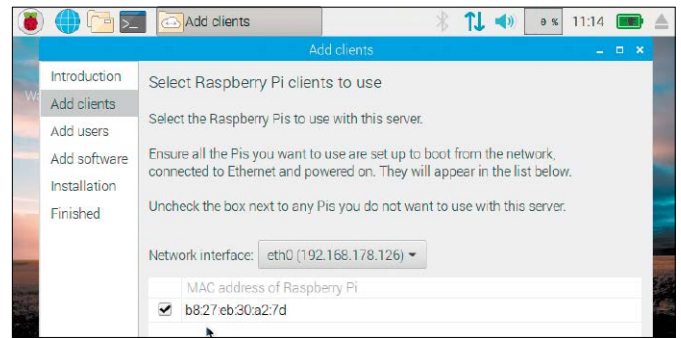 Add clients
0 %
11:14
Add clients
Introduction
Add clients
Add users
Add software
Installation
Finished
Select Raspberry Pi clients to use
Select the Raspberry Pis to use with this server.
Ensure all the Pis you want to use are set up to boot from the network,
connected to Ethernet and powered on. They will appear in the list below.
Uncheck the box next to any Pis you do not want to use with this server.
Network interface: eth0 (192.168.178.126)
MAC address of Raspberry Pi
b8:27:eb:30:a2:7d